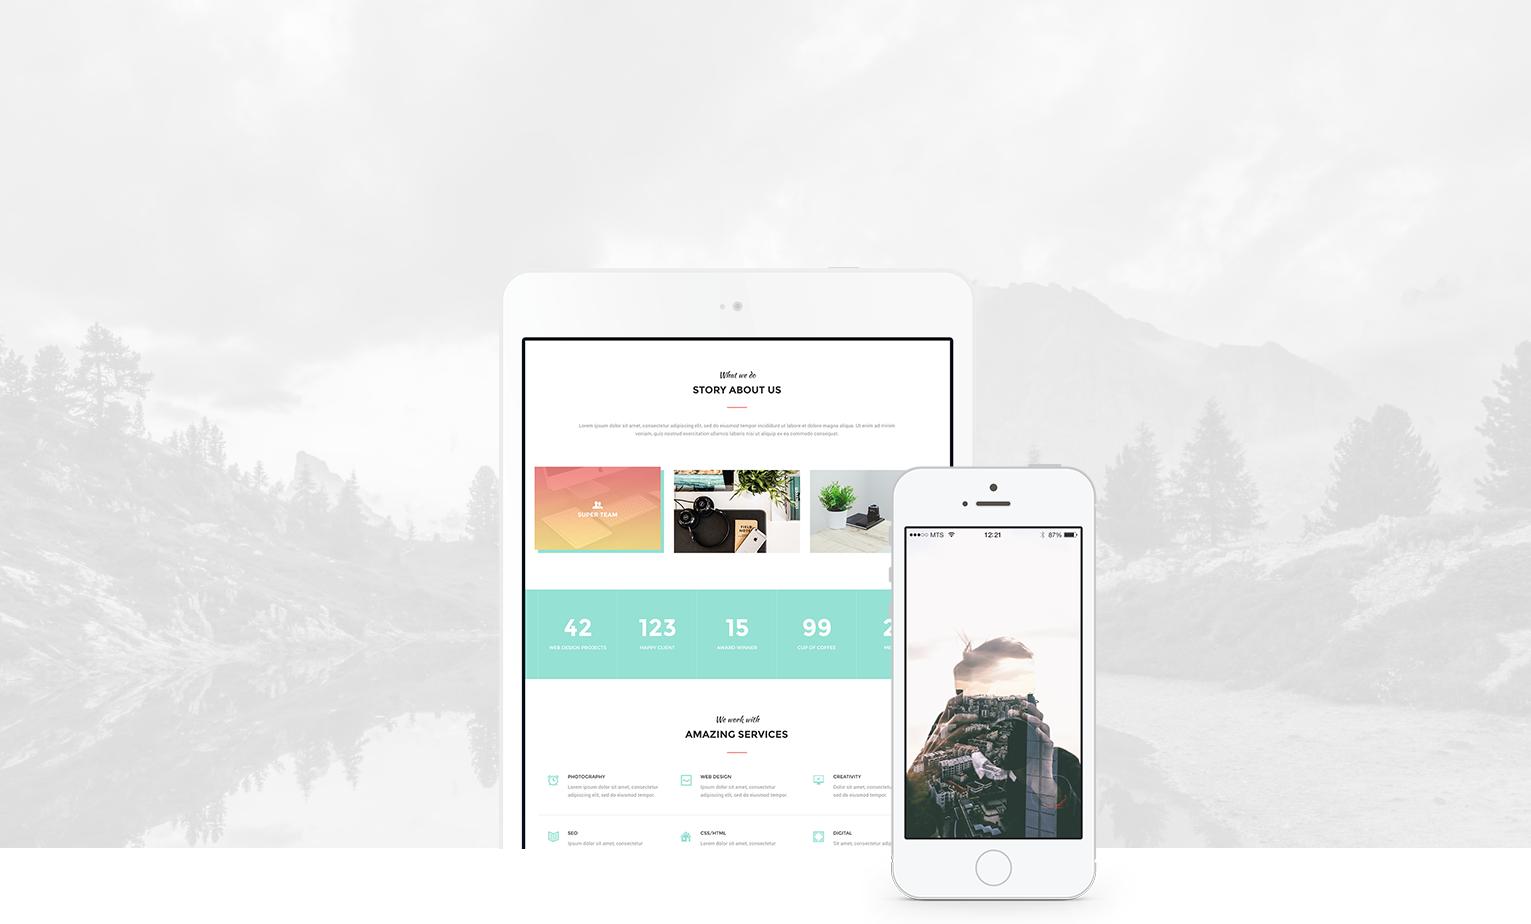 What we do
STORY ABOUT US
Lorem ipsum dolor sit amet, consectetur adipiscing elit, sed do eiusmod tempor incididunt ut labore et dolore magna aliqua. Ut enim ad minim
veniam, quis nostrud exercitation ullamco laboris nisi ut aliquip ex ea commodo consequat.
SUPER TEAM
FIELD
NOTES
MTS 12:21 87%
42 123 15 99 2
WEB DESIGN PROJECTS HAPPY CLIENT AWARD WINNER CUP OF COFFEE ME
We work with
AMAZING SERVICES
PHOTOGRAPHY
Lorem ipsum dolor sit amet, consectetur
adipiscing elit, sed do eiusmod tempor.
WEB DESIGN
Ipsum dolor sit amet, consectetur
adipiscing elit, sed do eiusmod tempor.
CREATIVITY
Dolor sit amet, consectetu
sed do eiusmod tempor.
SEO
Ipsum dolor sit amet, consectetur
CSS/HTML
Lorem dolor sit amet, consectetur
DIGITAL
Sit amet, consectetur adip